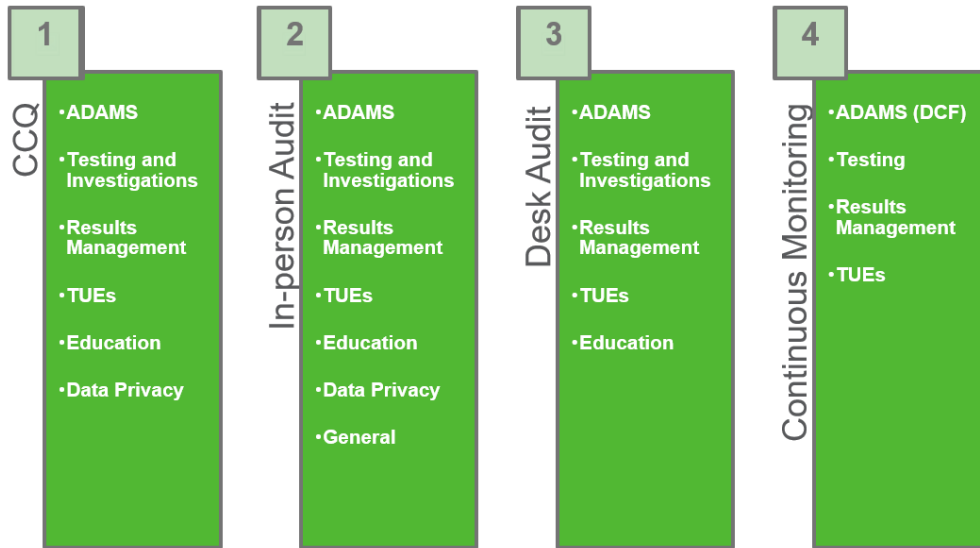 1
CCQ
•ADAMS
•Testing and
Investigations
•Results
Management
•TUEs
•Education
•Data Privacy
2
In-person Audit
•ADAMS
•Testing and
Investigations
•Results
Management
•TUEs
•Education
•Data Privacy
•General
3
Desk Audit
•ADAMS
•Testing and
Investigations
•Results
Management
•TUEs
•Education
4
Continuous Monitoring
•ADAMS (DCF)
•Testing
•Results
Management
•TUEs